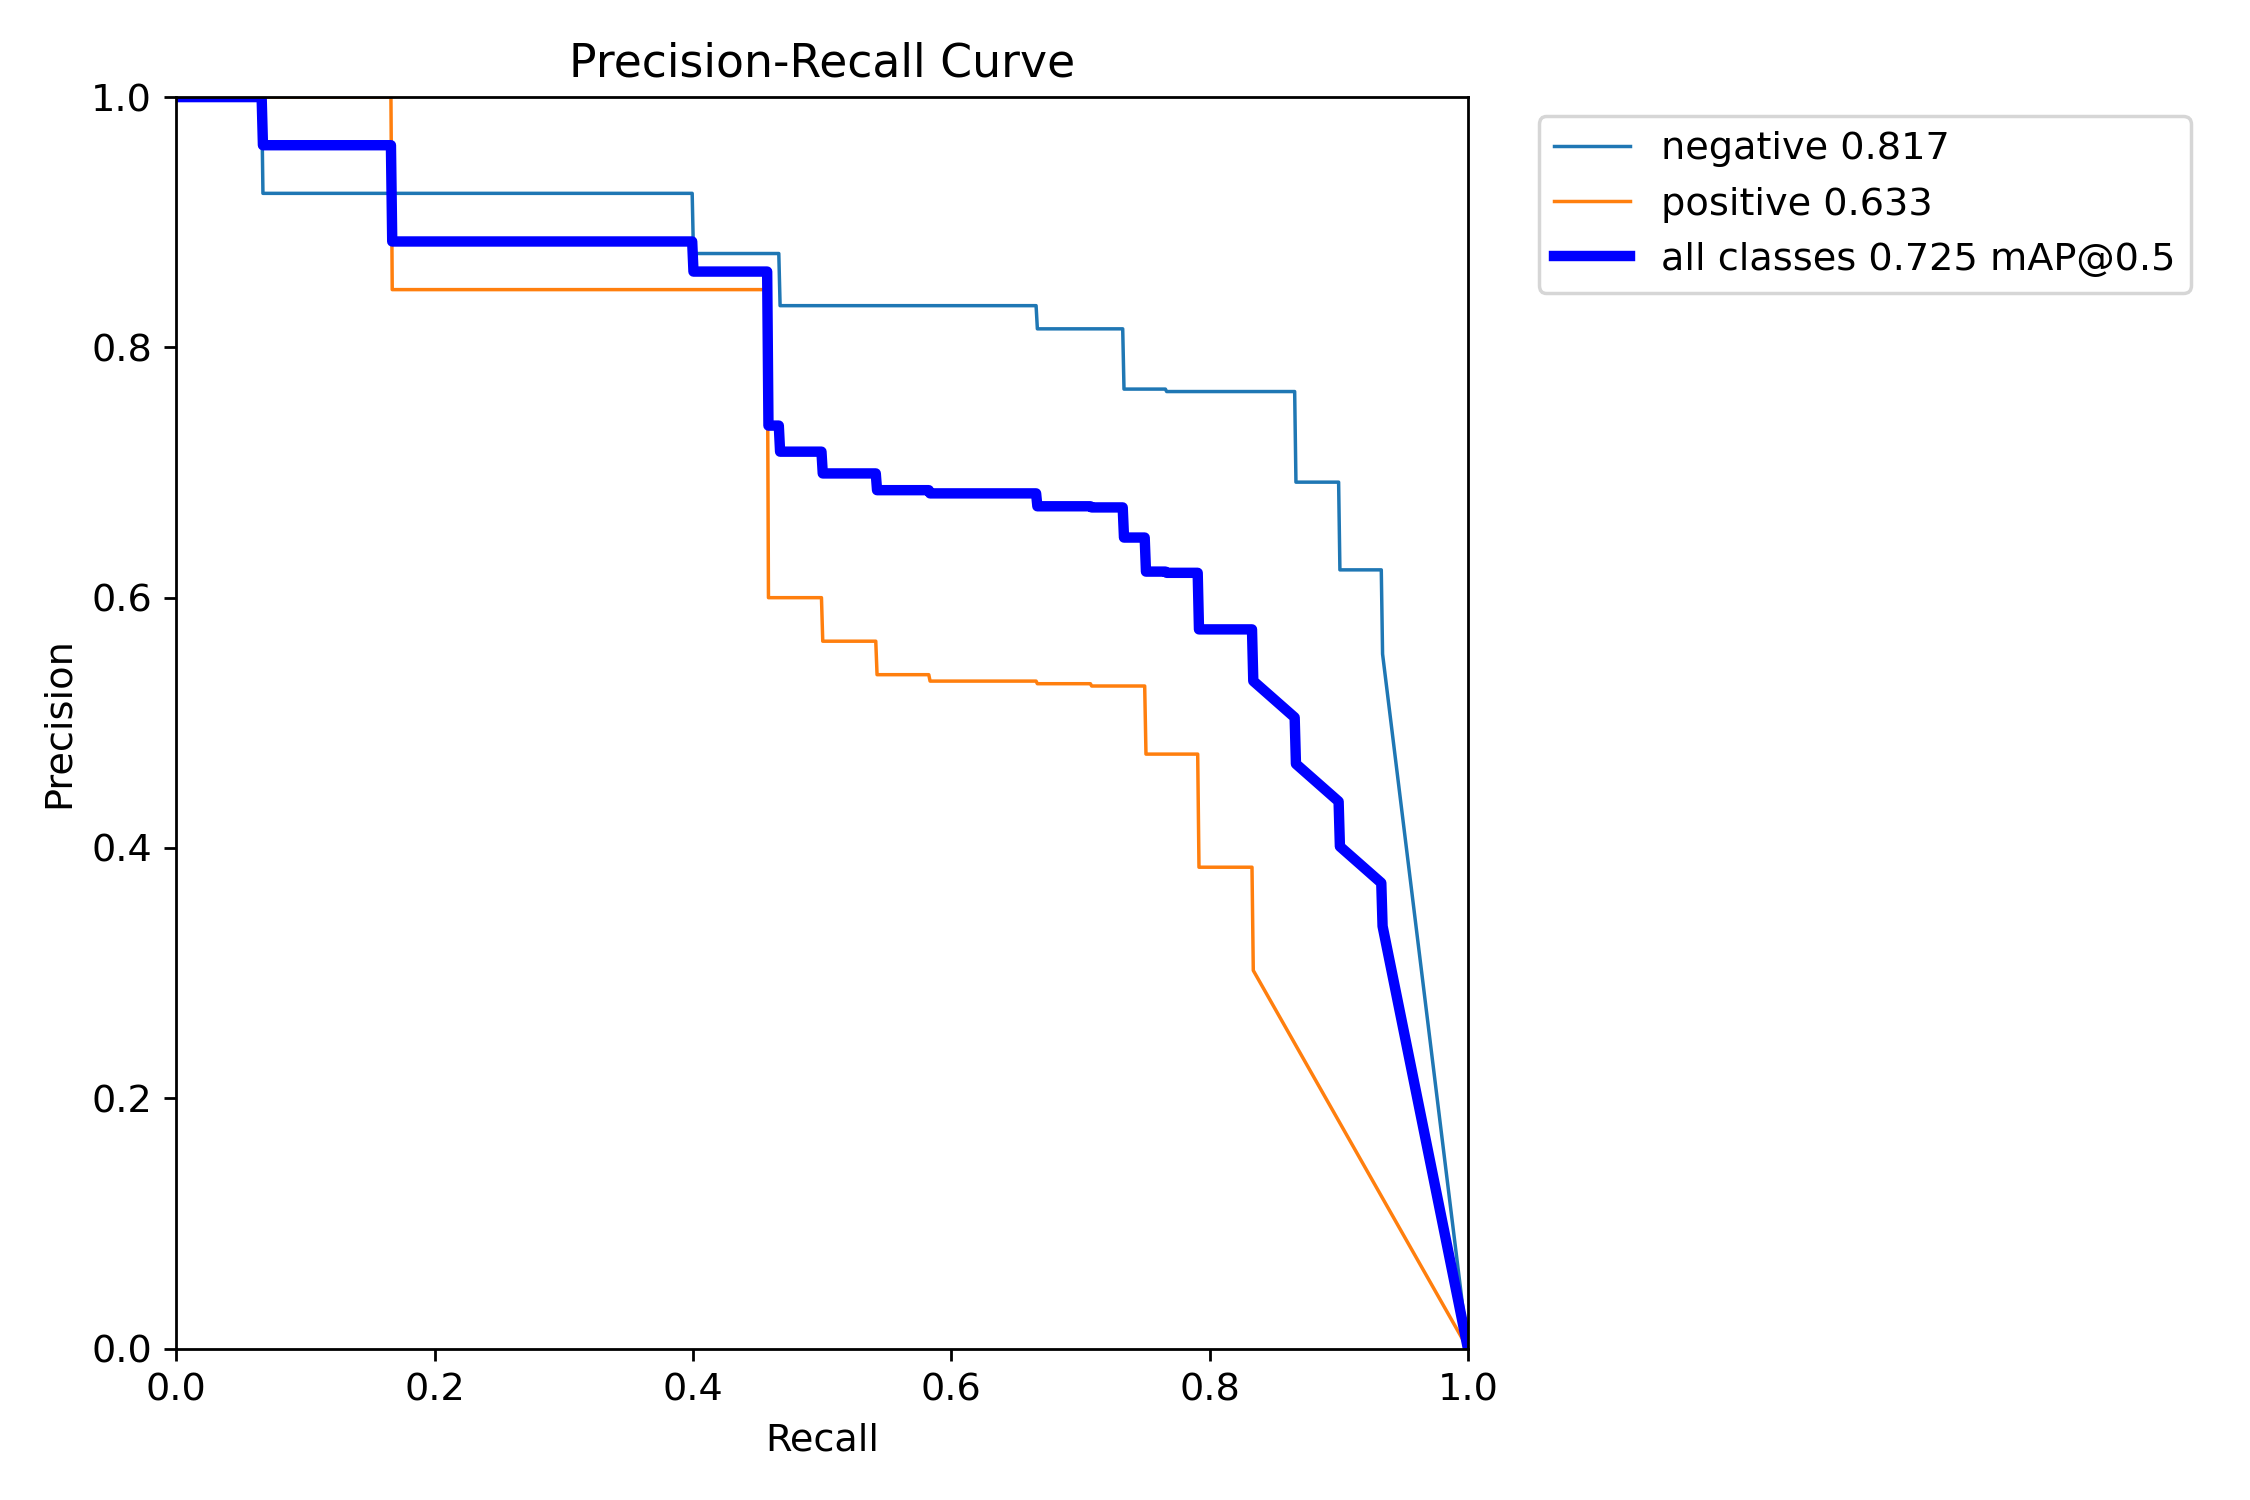 Precision-Recall Curve
1.0
0.8
0.6
0.4
0.2
0.0
Precision
0.0 0.2 0.4 0.6 0.8 1.0
Recall
negative 0.817
positive 0.633
all classes 0.725 mAP@0.5